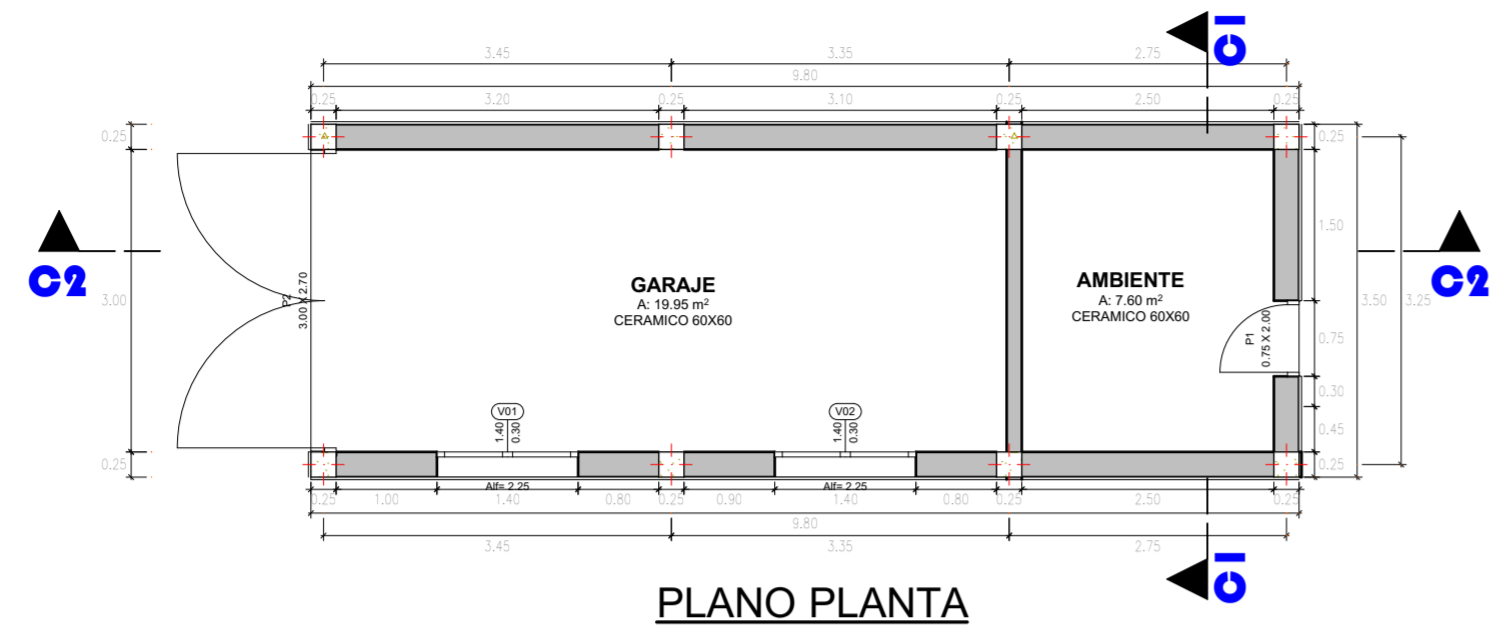 C1
3.45 3.35 2.75
9.80
0.25 3.20 0.25 3.10 0.25 2.50 0.25
0.25 0.25
1.50
C2 C2
3.00 3.50 3.25
P2
3.00 X 2.70
GARAJE
A: 19.95 m²
CERAMICO 60X60
AMBIENTE
A: 7.60 m²
CERAMICO 60X60
P1
0.75 X 2.00
0.75
0.30
V01 V02
1.40 1.40
0.30 0.30
0.45
0.25 0.25
Alf= 2.25 Alf= 2.25
0.25 1.00 1.40 0.80 0.25 0.90 1.40 0.80 0.25 2.50 0.25
9.80
3.45 3.35 2.75
C1
PLANO PLANTA